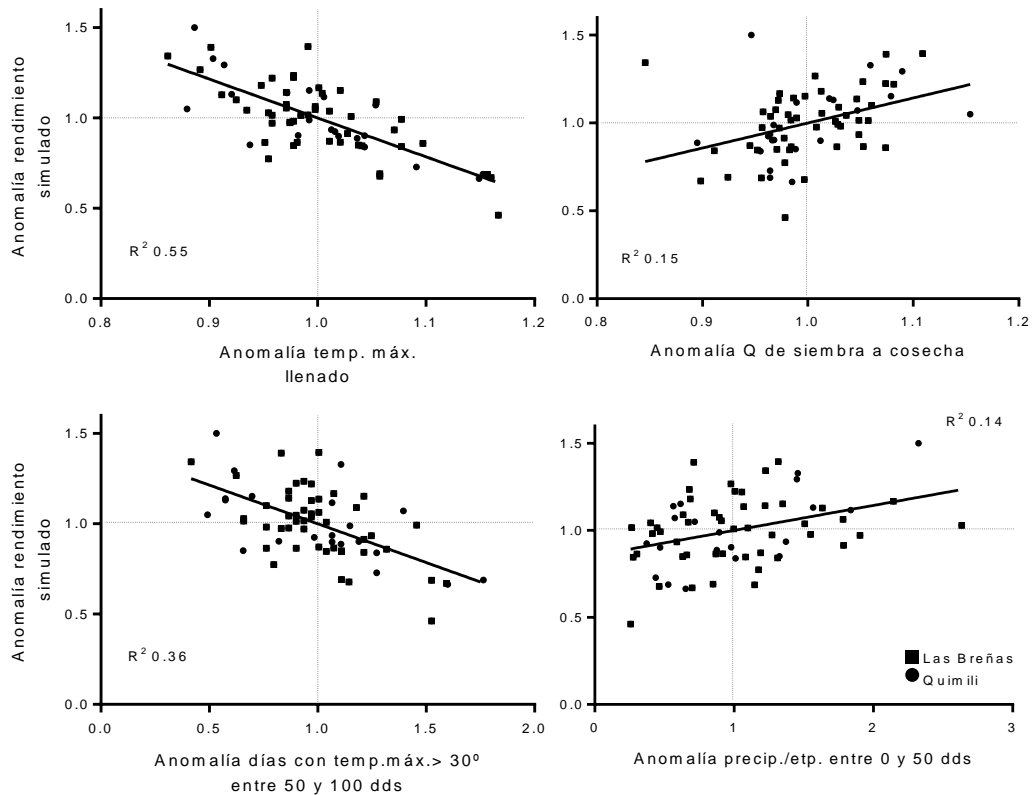 1.5
1.0
0.5
0.0
Anomalía rendimiento
simulado
R² 0.55
0.8 0.9 1.0 1.1 1.2
Anomalía temp. máx.
llenado
1.5
1.0
0.5
0.0
R² 0.15
0.8 0.9 1.0 1.1 1.2
Anomalía Q de siembra a cosecha
1.5
1.0
0.5
0.0
Anomalía rendimiento
simulado
R² 0.36
0.0 0.5 1.0 1.5 2.0
Anomalía días con temp.máx.> 30º
entre 50 y 100 dds
R² 0.14
1.5
1.0
0.5
0.0
Las Breñas
Quimili
0 1 2 3
Anomalía precip./etp. entre 0 y 50 dds